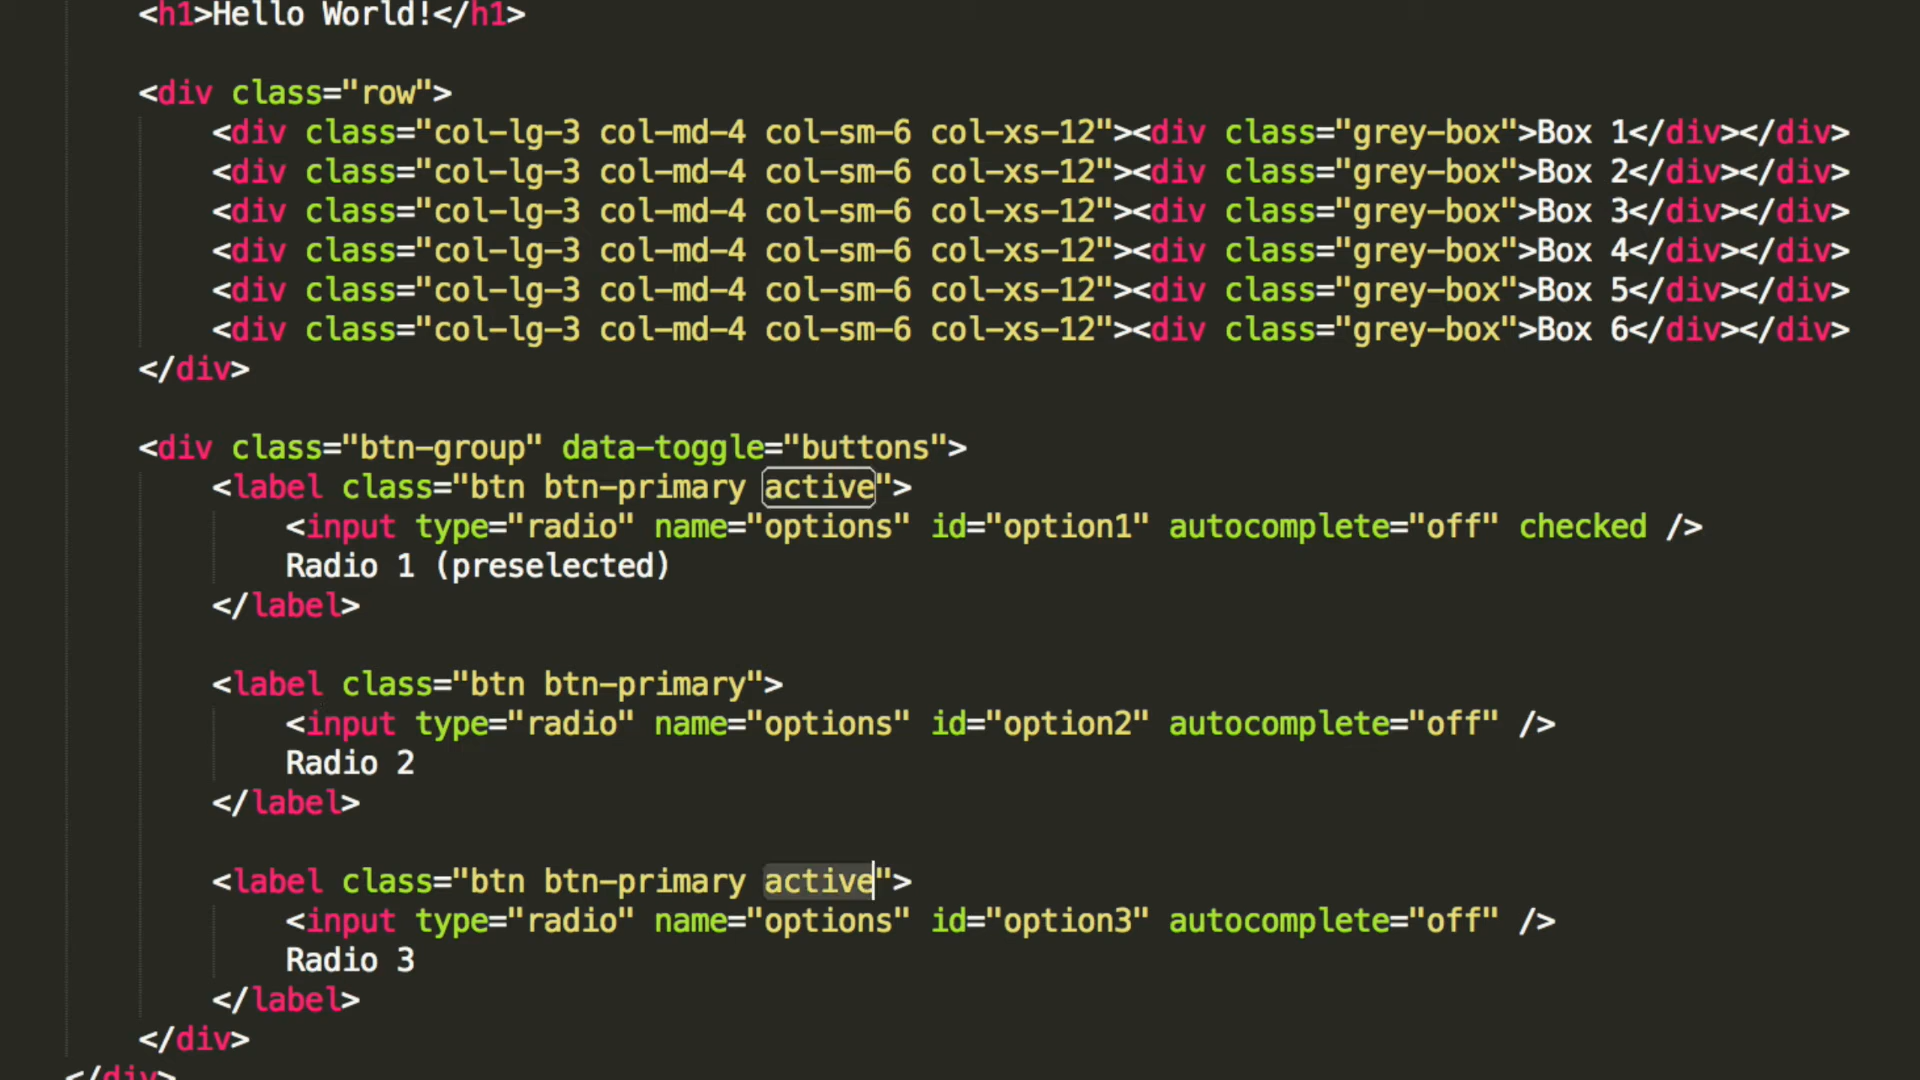 <h1>Hello World!</h1>
<div class="row">
<div class="col-lg-3 col-md-4 col-sm-6 col-xs-12"><div class="grey-box">Box 1</div></div>
<div class="col-lg-3 col-md-4 col-sm-6 col-xs-12"><div class="grey-box">Box 2</div></div>
<div class="col-lg-3 col-md-4 col-sm-6 col-xs-12"><div class="grey-box">Box 3</div></div>
<div class="col-lg-3 col-md-4 col-sm-6 col-xs-12"><div class="grey-box">Box 4</div></div>
<div class="col-lg-3 col-md-4 col-sm-6 col-xs-12"><div class="grey-box">Box 5</div></div>
<div class="col-lg-3 col-md-4 col-sm-6 col-xs-12"><div class="grey-box">Box 6</div></div>
</div>
<div class="btn-group" data-toggle="buttons">
<label class="btn btn-primary active">
<input type="radio" name="options" id="option1" autocomplete="off" checked />
Radio 1 (preselected)
</label>
<label class="btn btn-primary">
<input type="radio" name="options" id="option2" autocomplete="off" />
Radio 2
</label>
<label class="btn btn-primary active">
<input type="radio" name="options" id="option3" autocomplete="off" />
Radio 3
</label>
</div>
</div>